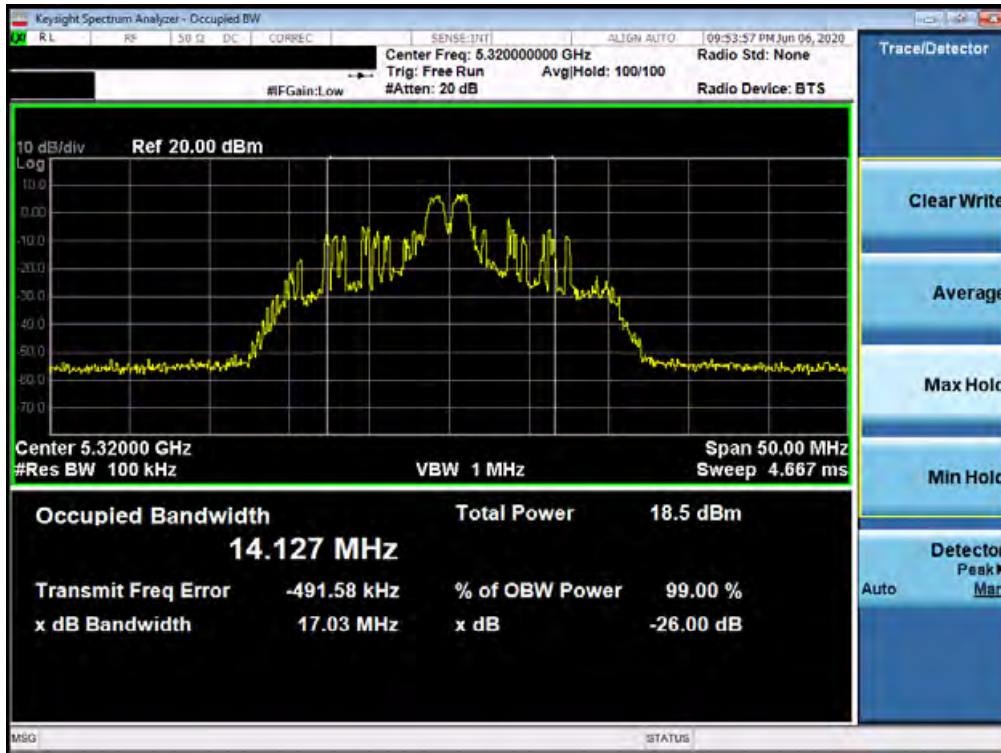 Keysight Spectrum Analyzer - Occupied BW
RL RF 50 Ω DC CORREC SENSE:INT ALIGN AUTO 09:53:57 PM Jun 06, 2020
Center Freq: 5.320000000 GHz Radio Std: None
Trig: Free Run Avg|Hold: 100/100
#IFGain:Low #Atten: 20 dB Radio Device: BTS
10 dB/div Ref 20.00 dBm
Log
10.0
0.00
-10.0
-20.0
-30.0
-40.0
-50.0
-60.0
-70.0
Center 5.32000 GHz Span 50.00 MHz
#Res BW 100 kHz VBW 1 MHz Sweep 4.667 ms
Occupied Bandwidth Total Power 18.5 dBm
14.127 MHz
Transmit Freq Error -491.58 kHz % of OBW Power 99.00 %
x dB Bandwidth 17.03 MHz x dB -26.00 dB
MSG STATUS
Trace/Detector
Clear Write
Average
Max Hold
Min Hold
Detector
Peak
Auto Man